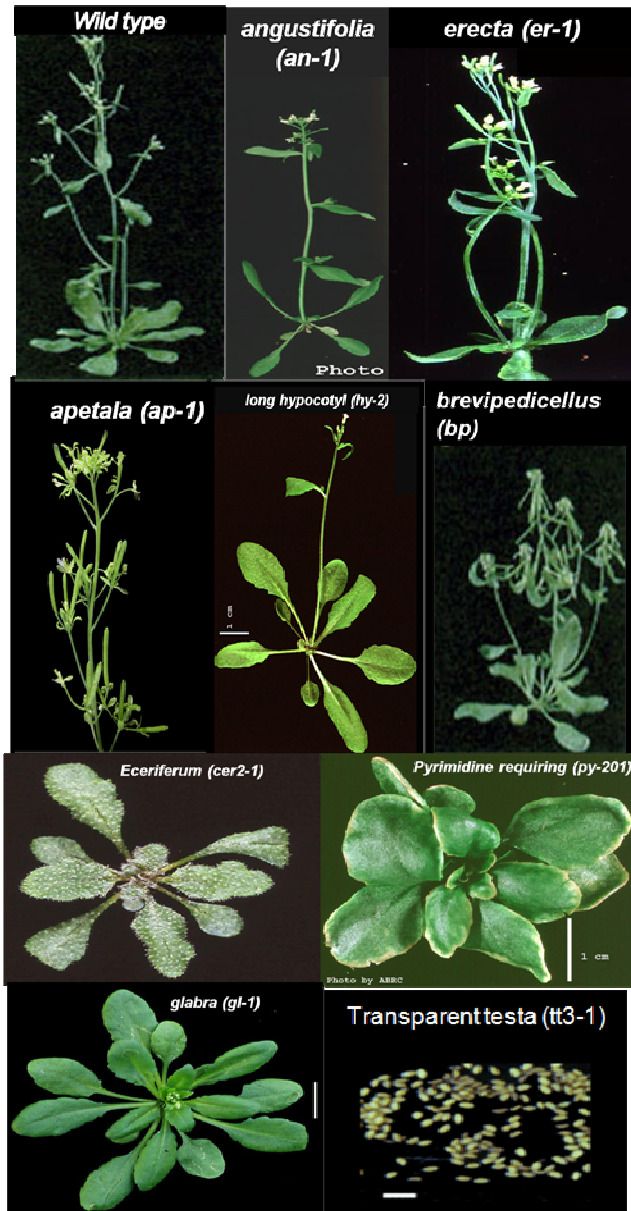 Wild type
angustifolia
(an-1)
erecta (er-1)
Photo
apetala (ap-1)
long hypocotyl (hy-2)
brevipedicellus
(bp)
1 cm
Eceriferum (cer2-1)
Pyrimidine requiring (py-201)
1 cm
Photo by ABRC
glabra (gl-1)
Transparent testa (tt3-1)